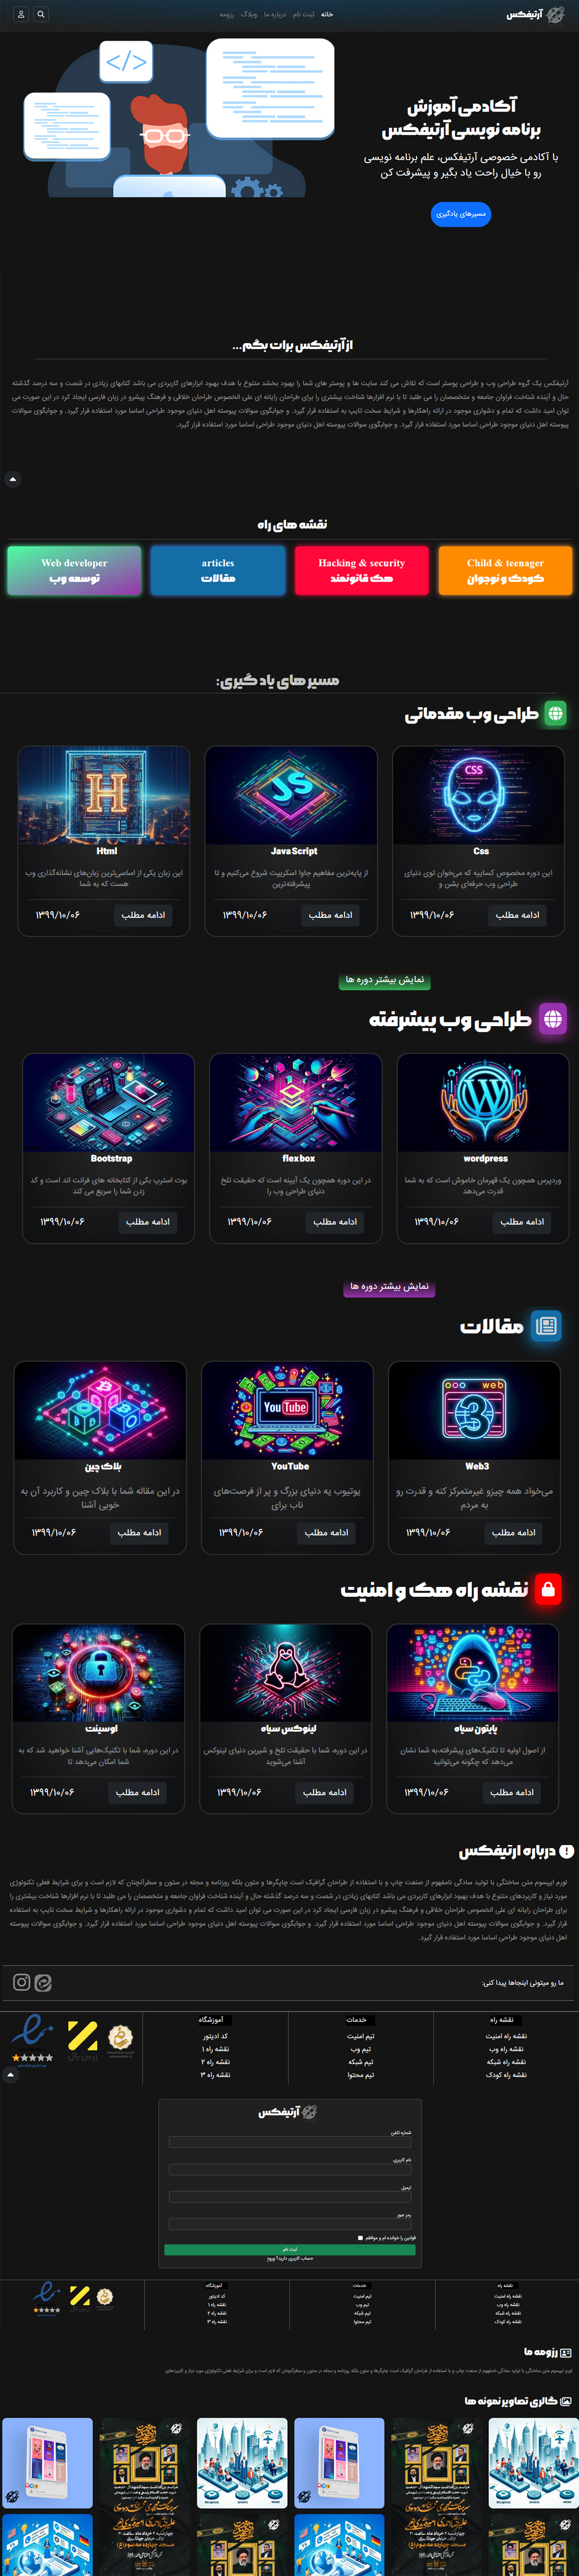 آرتیفکس
خانه ثبت نام درباره ما وبلاگ رزومه
آکادمی آموزش
برنامه نویسی آرتیفکس
با آکادمی خصوصی آرتیفکس، علم برنامه نویسی
رو با خیال راحت یاد بگیر و پیشرفت کن
مسیرهای یادگیری
از آرتیفکس برات بگم...
آرتیفکس یک گروه طراحی وب و طراحی پوستر است که تلاش می کند سایت ها و پوستر های شما را بهبود بخشد متنوع با هدف بهبود ابزارهای کاربردی می باشد کتابهای زیادی در شصت و سه درصد گذشته
حال و آینده شناخت فراوان جامعه و متخصصان را می طلبد تا با نرم افزارها شناخت بیشتری را برای طراحان رایانه ای علی الخصوص طراحان خلاقی و فرهنگ پیشرو در زبان فارسی ایجاد کرد در این صورت می
توان امید داشت که تمام و دشواری موجود در ارائه راهکارها و شرایط سخت تایپ به استفاده قرار گیرد. و جوابگوی سوالات پیوسته اهل دنیای موجود طراحی اساسا مورد استفاده قرار گیرد. و جوابگوی سوالات
پیوسته اهل دنیای موجود طراحی اساسا مورد استفاده قرار گیرد. و جوابگوی سوالات پیوسته اهل دنیای موجود طراحی اساسا مورد استفاده قرار گیرد.
نقشه های راه
Child & teenager
کودک و نوجوان
Hacking & security
هک قانونمند
articles
مقالات
Web developer
توسعه وب
مسیر های یادگیری:
طراحی وب مقدماتی
CSS
Css
این دوره مخصوص کساییه که می‌خوان توی دنیای
طراحی وب حرفه‌ای بشن و
ادامه مطلب
۱۳۹۹/۱۰/۰۶
JS
Java Script
از پایه‌ترین مفاهیم جاوا اسکریپت شروع می‌کنیم و تا
پیشرفته‌ترین
ادامه مطلب
۱۳۹۹/۱۰/۰۶
H
Html
این زبان یکی از اساسی‌ترین زبان‌های نشانه‌گذاری وب
هست که به شما
ادامه مطلب
۱۳۹۹/۱۰/۰۶
نمایش بیشتر دوره ها
طراحی وب پیشرفته
wordpress
وردپرس همچون یک قهرمان خاموش است که به شما
قدرت می‌دهد
ادامه مطلب
۱۳۹۹/۱۰/۰۶
flex box
در این دوره همچون یک آیینه است که حقیقت تلخ
دنیای طراحی وب را
ادامه مطلب
۱۳۹۹/۱۰/۰۶
Bootstrap
بوت استرپ یکی از کتابخانه های فرانت اند است و کد
زدن شما را سریع می کند
ادامه مطلب
۱۳۹۹/۱۰/۰۶
نمایش بیشتر دوره ها
مقالات
web
3
Web3
می‌خواد همه چیزو غیرمتمرکز کنه و قدرت رو
به مردم
ادامه مطلب
۱۳۹۹/۱۰/۰۶
YouTube
YouTube
یوتیوب یه دنیای بزرگ و پر از فرصت‌های
ناب برای
ادامه مطلب
۱۳۹۹/۱۰/۰۶
بلاک چین
در این مقاله شما با بلاک چین و کاربرد آن به
خوبی آشنا
ادامه مطلب
۱۳۹۹/۱۰/۰۶
نقشه راه هک و امنیت
پایتون سیاه
از اصول اولیه تا تکنیک‌های پیشرفته،به شما نشان
می‌دهد که چگونه می‌توانید
ادامه مطلب
۱۳۹۹/۱۰/۰۶
لینوکس سیاه
در این دوره، شما با حقیقت تلخ و شیرین دنیای لینوکس
آشنا می‌شوید
ادامه مطلب
۱۳۹۹/۱۰/۰۶
اوسینت
در این دوره، شما با تکنیک‌هایی آشنا خواهید شد که به
شما امکان می‌دهد تا
ادامه مطلب
۱۳۹۹/۱۰/۰۶
درباره ارتیفکس
لورم ایپسوم متن ساختگی با تولید سادگی نامفهوم از صنعت چاپ و با استفاده از طراحان گرافیک است چاپگرها و متون بلکه روزنامه و مجله در ستون و سطرآنچنان که لازم است و برای شرایط فعلی تکنولوژی
مورد نیاز و کاربردهای متنوع با هدف بهبود ابزارهای کاربردی می باشد کتابهای زیادی در شصت و سه درصد گذشته حال و آینده شناخت فراوان جامعه و متخصصان را می طلبد تا با نرم افزارها شناخت بیشتری را
برای طراحان رایانه ای علی الخصوص طراحان خلاقی و فرهنگ پیشرو در زبان فارسی ایجاد کرد در این صورت می توان امید داشت که تمام و دشواری موجود در ارائه راهکارها و شرایط سخت تایپ به استفاده
قرار گیرد. و جوابگوی سوالات پیوسته اهل دنیای موجود طراحی اساسا مورد استفاده قرار گیرد. و جوابگوی سوالات پیوسته اهل دنیای موجود طراحی اساسا مورد استفاده قرار گیرد. و جوابگوی سوالات پیوسته
اهل دنیای موجود طراحی اساسا مورد استفاده قرار گیرد.
ما رو میتونی اینجاها پیدا کنی:
نقشه راه
نقشه راه امنیت
نقشه راه وب
نقشه راه شبکه
نقشه راه کودک
خدمات
تیم امنیت
تیم وب
تیم شبکه
تیم محتوا
آموزشگاه
کد ادیتور
نقشه راه ۱
نقشه راه ۲
نقشه راه ۳
آرتیفکس
شماره تلفن
نام کاربری
ایمیل
رمز عبور
قوانین را خوانده ام و موافقم
ثبت نام
حساب کاربری دارید؟ ورود
نقشه راه
نقشه راه امنیت
نقشه راه وب
نقشه راه شبکه
نقشه راه کودک
خدمات
تیم امنیت
تیم وب
تیم شبکه
تیم محتوا
آموزشگاه
کد ادیتور
نقشه راه ۱
نقشه راه ۲
نقشه راه ۳
رزومه ما
لورم ایپسوم متن ساختگی با تولید سادگی نامفهوم از صنعت چاپ و با استفاده از طراحان گرافیک است چاپگرها و متون بلکه روزنامه و مجله در ستون و سطرآنچنان که لازم است و برای شرایط فعلی تکنولوژی مورد نیاز و کاربردهای
گالری تصاویر نمونه ها